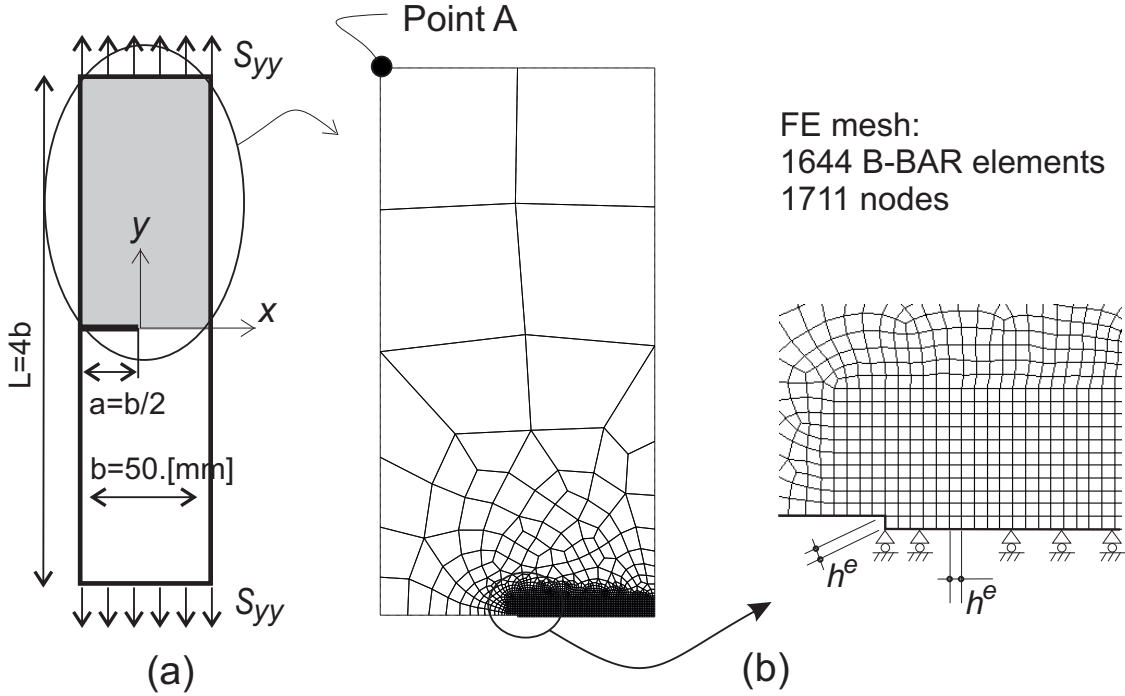 Point A
S_yy
FE mesh:
1644 B-BAR elements
1711 nodes
y
x
L=4b
a=b/2
b=50.[mm]
h^e
h^e
S_yy
(a)
(b)